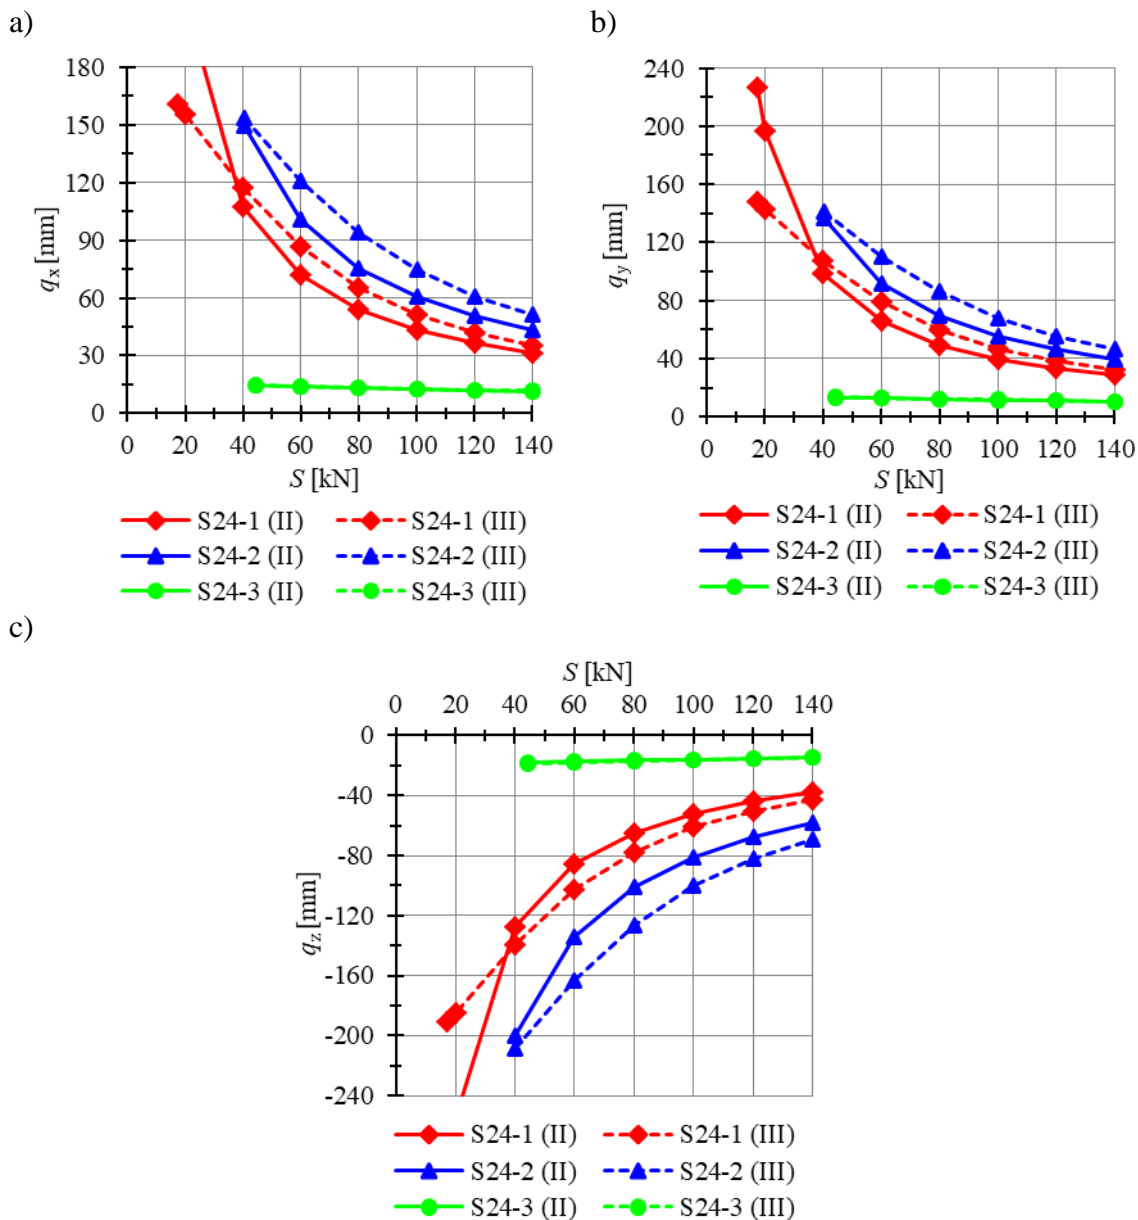 a)
b)
180
150
120
90
60
30
0
qx [mm]
0 20 40 60 80 100 120 140
S [kN]
S24-1 (II) S24-1 (III)
S24-2 (II) S24-2 (III)
S24-3 (II) S24-3 (III)
240
200
160
120
80
40
0
qy [mm]
0 20 40 60 80 100 120 140
S [kN]
S24-1 (II) S24-1 (III)
S24-2 (II) S24-2 (III)
S24-3 (II) S24-3 (III)
c)
S [kN]
0 20 40 60 80 100 120 140
0
-40
-80
-120
-160
-200
-240
qz [mm]
S24-1 (II) S24-1 (III)
S24-2 (II) S24-2 (III)
S24-3 (II) S24-3 (III)